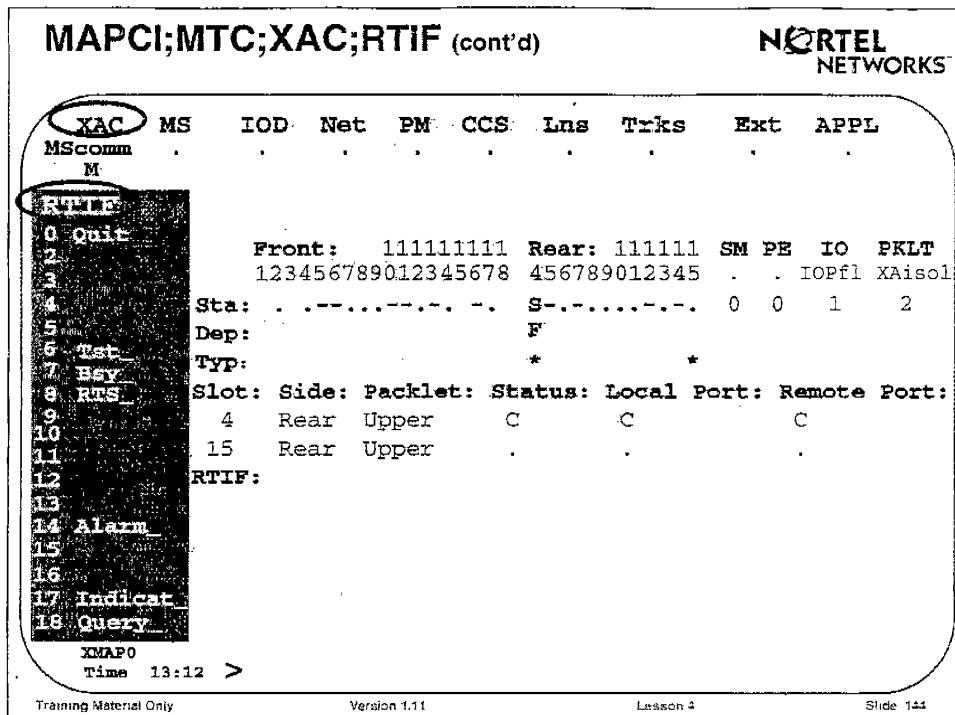 MAPCI;MTC;XAC;RTIF (cont'd)
NORTEL
NETWORKS
XAC MS IOD Net PM CCS Lns Trks Ext APPL
MScomm . . . . . . . . .
M
RTIF
0 Quit
2
3
4
5
6 Tst_
7 Bsy_
8 RTS_
9
10
11
12
13
14 Alarm_
15
16
17 Indicat_
18 Query_
Front: 111111111 Rear: 111111 SM PE IO PKLT
123456789012345678 456789012345 . . IOPfl XAisol
Sta: . .--...--.-. -. S-.-....-.-. 0 0 1 2
Dep: F
Typ: * *
Slot: Side: Packlet: Status: Local Port: Remote Port:
4 Rear Upper C C C
15 Rear Upper . . .
RTIF:
XMAP0
Time 13:12 >
Training Material Only Version 1.11 Lesson 4 Slide 144